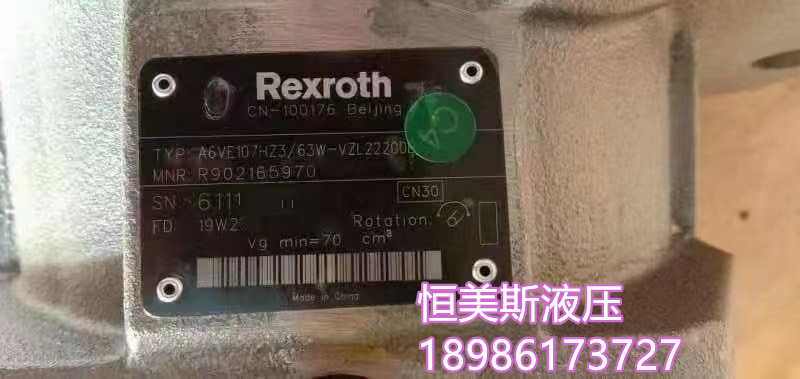 Rexroth
CN-100176 Beijing
TYP: A6VE107HZ3/63W-VZL22200B
MNR: R902165970
SN: 6111 11
CN30
FD: 19W2
Rotation:
Vg min=70 cm³
Made in China
恒美斯液压
18986173727